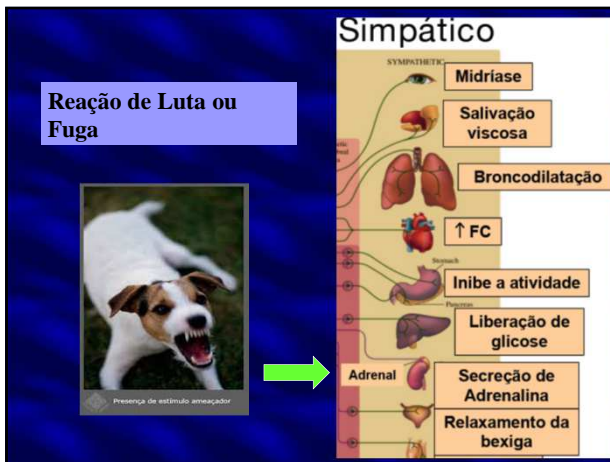 Simpático
SYMPATHETIC
Reação de Luta ou
Fuga
Midríase
Salivação
viscosa
Broncodilatação
↑ FC
Stomach
Inibe a atividade
Pancreas
Liberação de
glicose
Adrenal
Secreção de
Adrenalina
Relaxamento da
bexiga
Presença de estímulo ameaçador